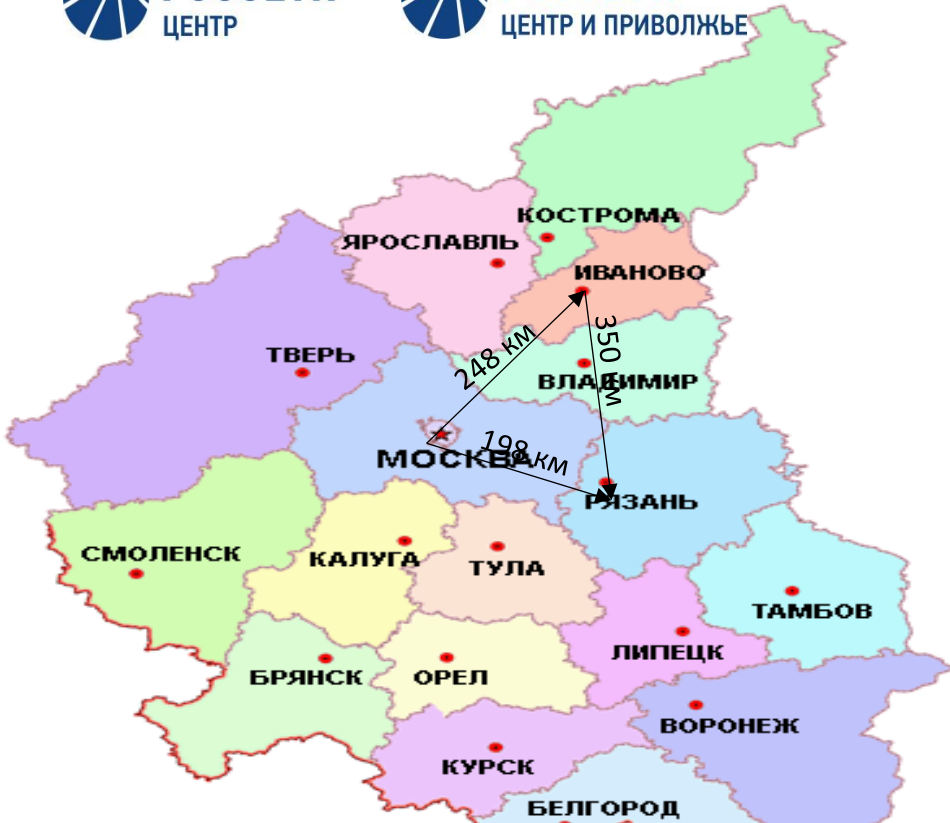 ЦЕНТР
ЦЕНТР И ПРИВОЛЖЬЕ
КОСТРОМА
ЯРОСЛАВЛЬ
ИВАНОВО
ТВЕРЬ
248 км
350 км
ВЛАДИМИР
198 км
МОСКВА
РЯЗАНЬ
СМОЛЕНСК
КАЛУГА
ТУЛА
ТАМБОВ
ЛИПЕЦК
БРЯНСК
ОРЕЛ
ВОРОНЕЖ
КУРСК
БЕЛГОРОД